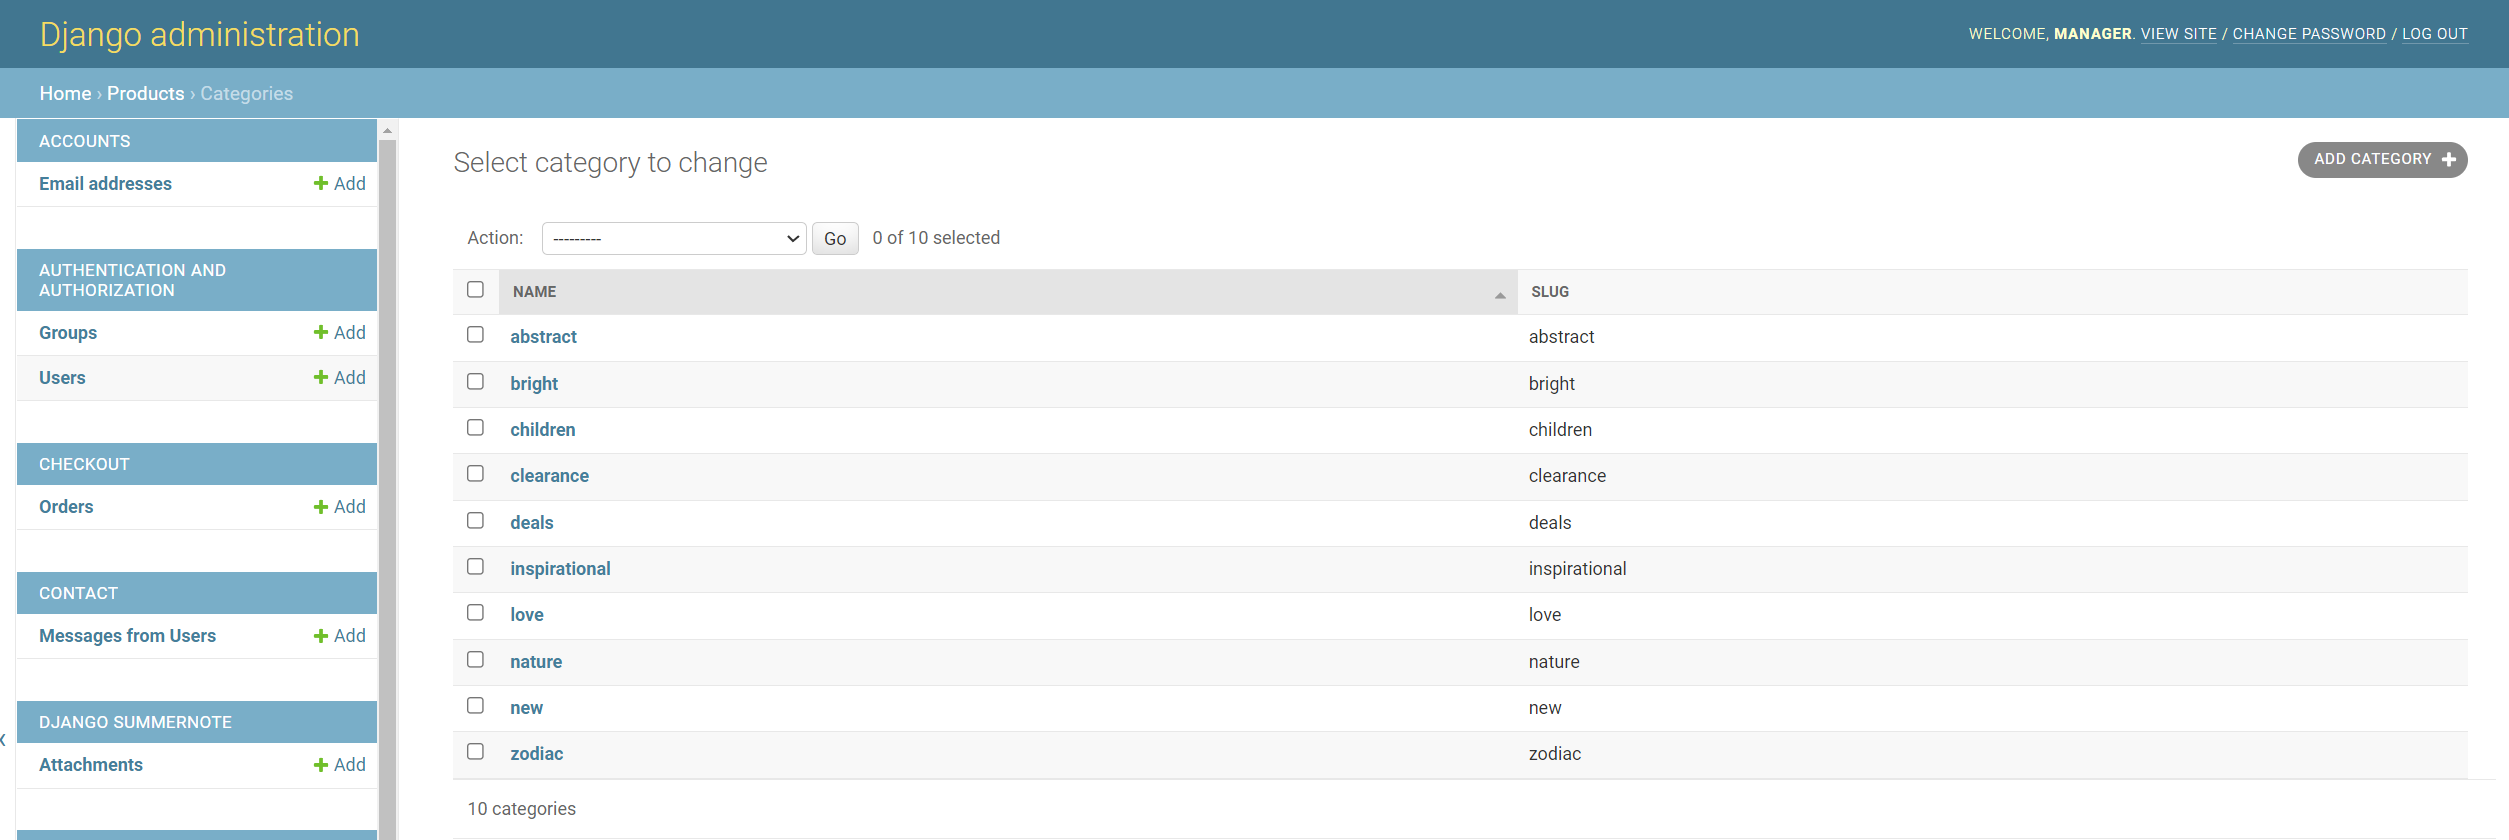 Django administration
WELCOME, MANAGER. VIEW SITE / CHANGE PASSWORD / LOG OUT
Home › Products › Categories
ACCOUNTS
Email addresses + Add
AUTHENTICATION AND
AUTHORIZATION
Groups + Add
Users + Add
CHECKOUT
Orders + Add
CONTACT
Messages from Users + Add
DJANGO SUMMERNOTE
Attachments + Add
Select category to change
ADD CATEGORY +
Action: --------- Go 0 of 10 selected
NAME SLUG
abstract abstract
bright bright
children children
clearance clearance
deals deals
inspirational inspirational
love love
nature nature
new new
zodiac zodiac
10 categories